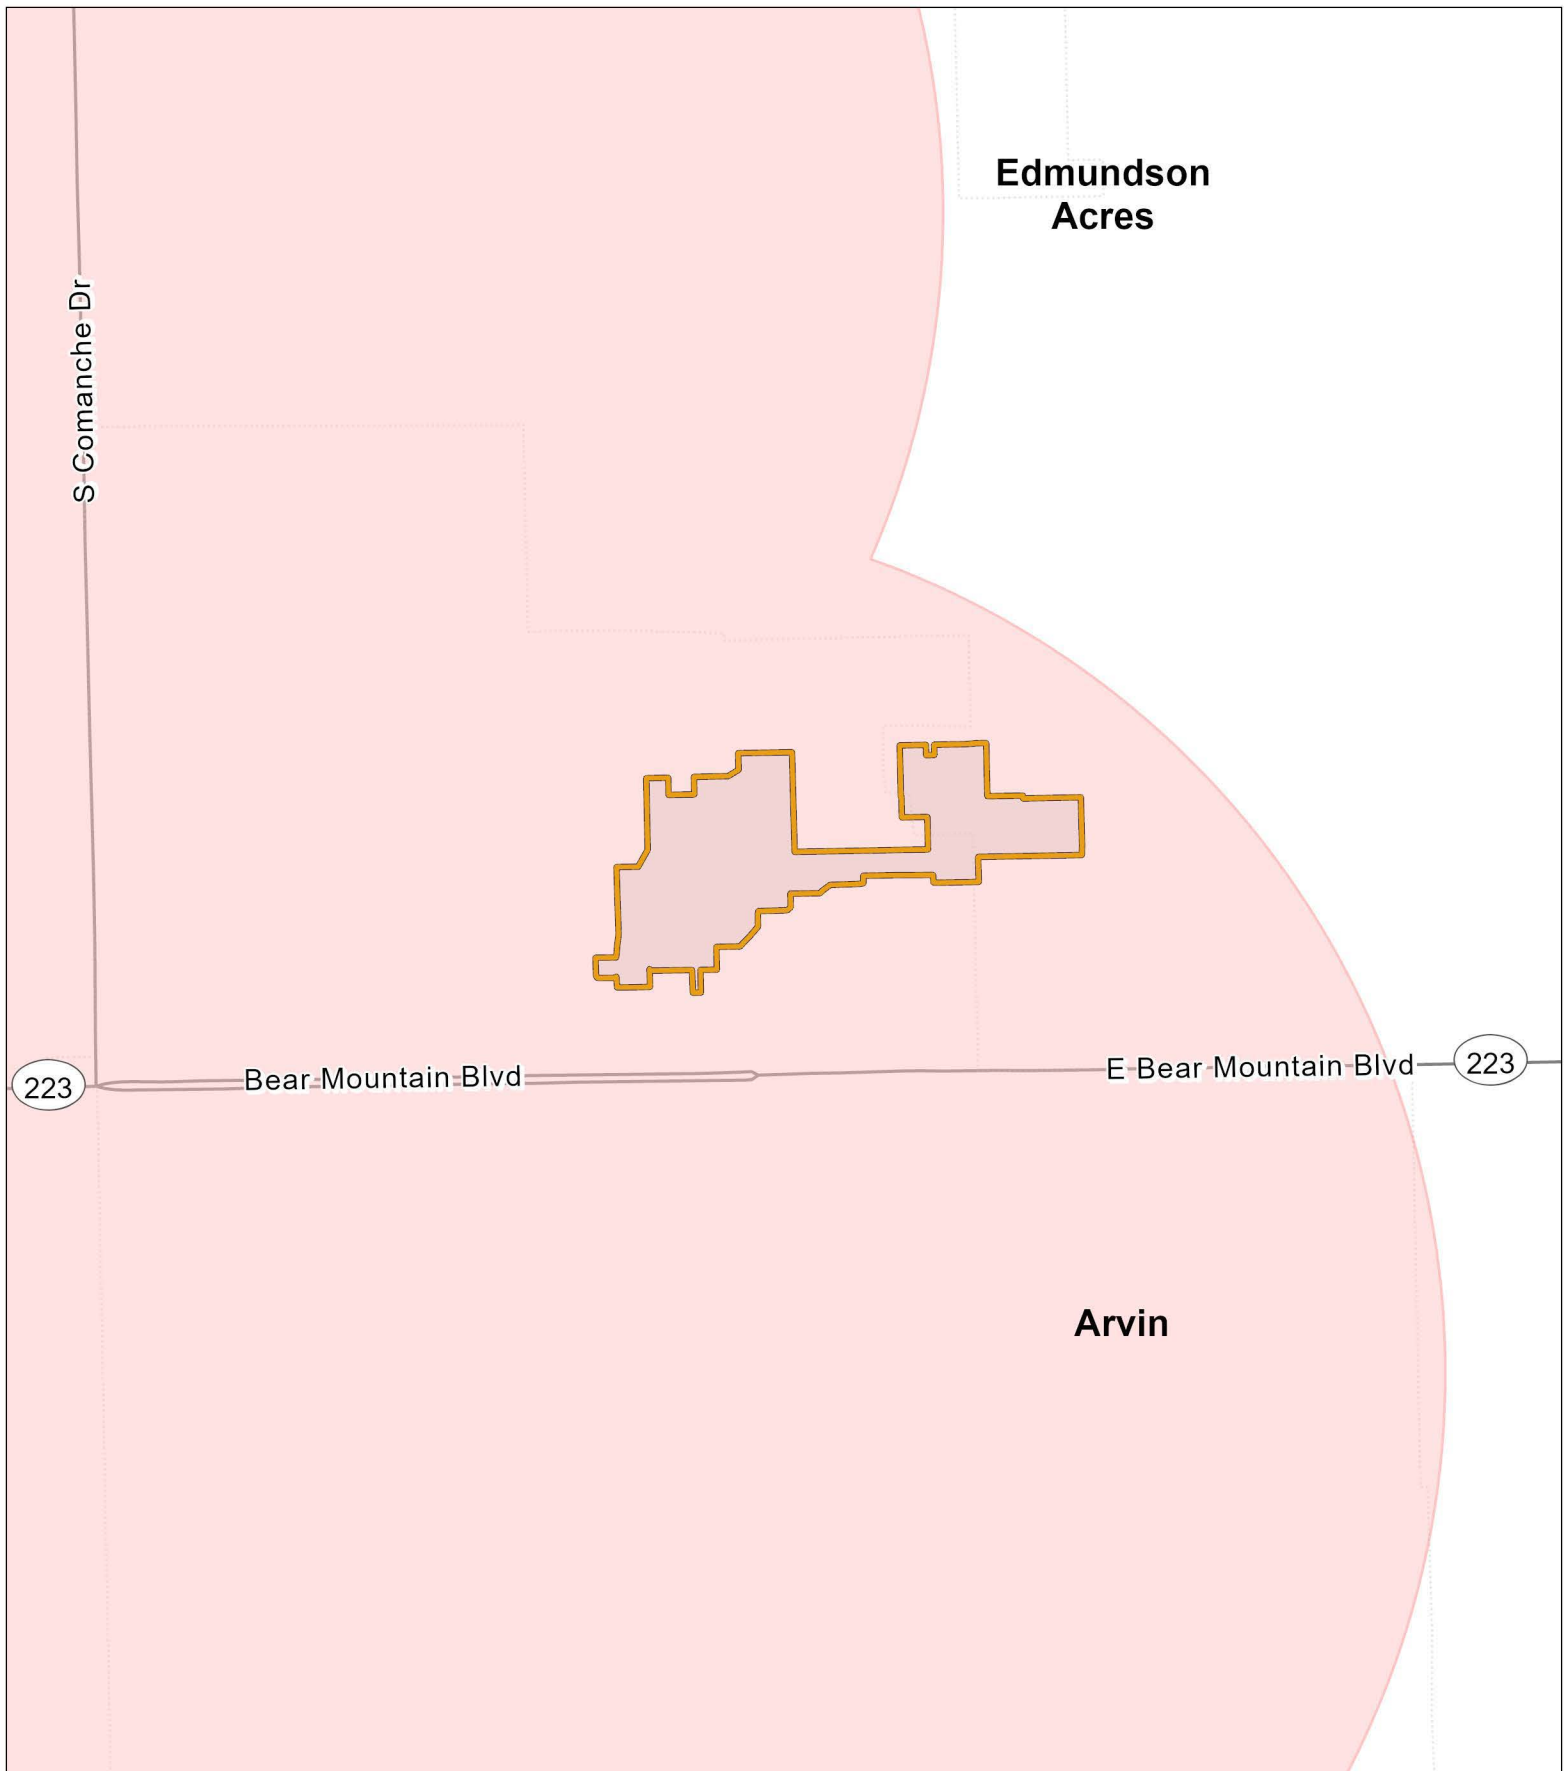 Edmundson
Acres
S Comanche Dr
223
Bear Mountain Blvd
E Bear Mountain Blvd
223
Arvin